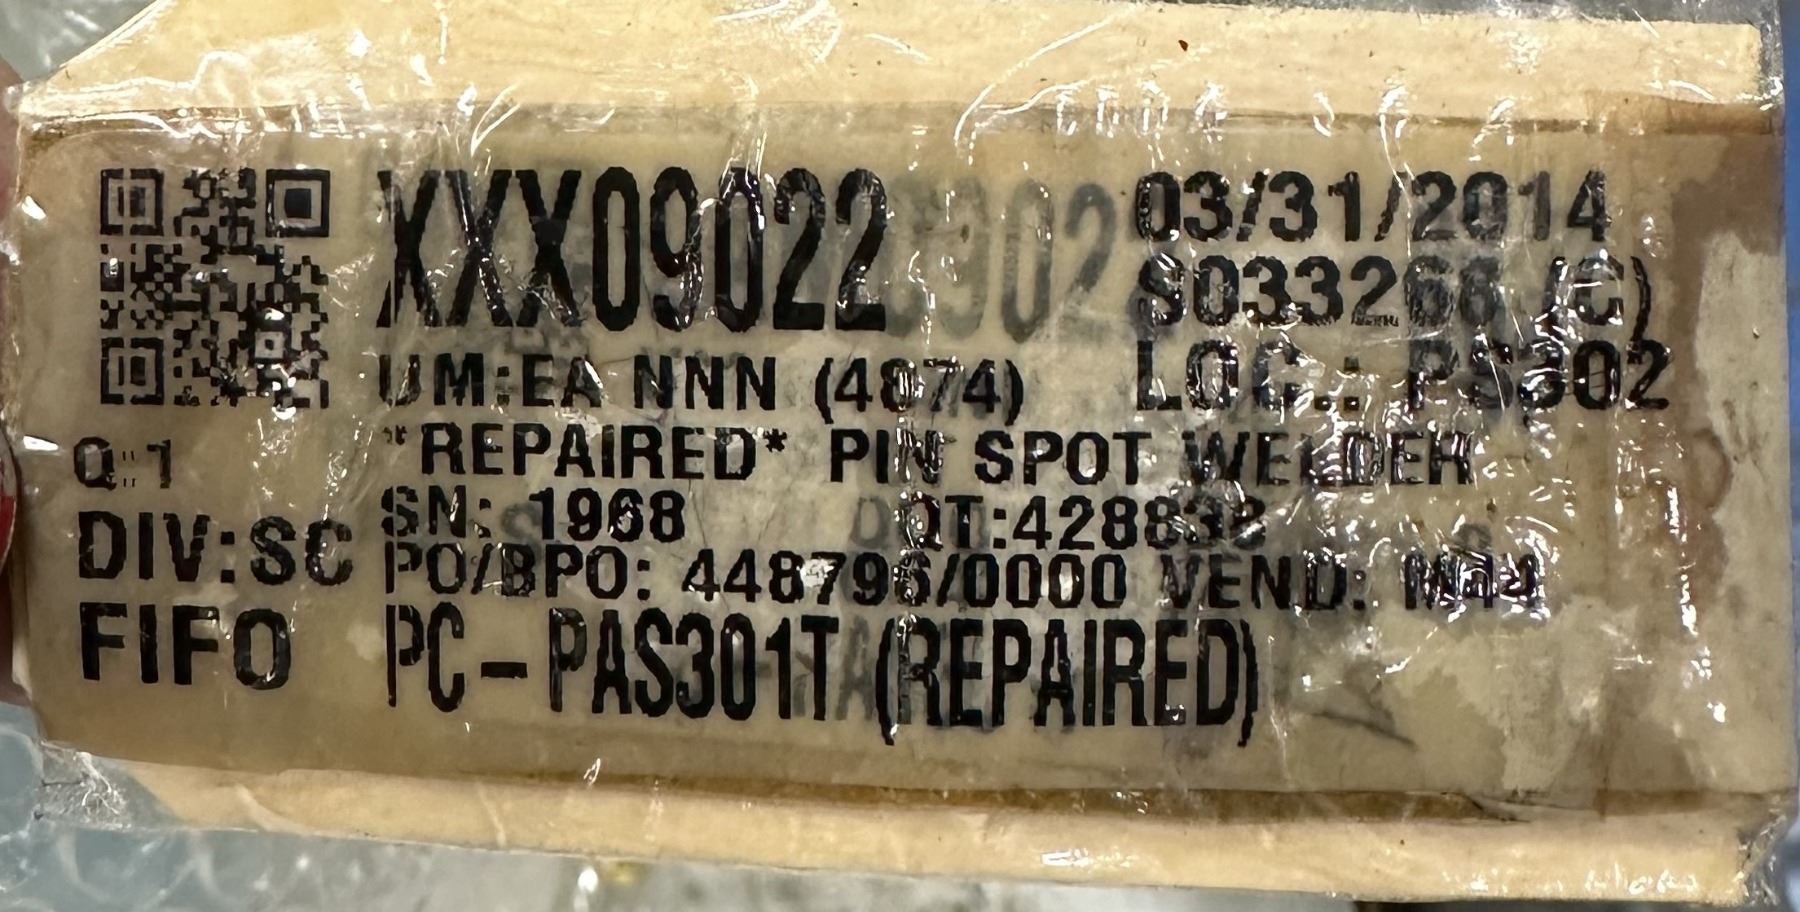 XXX09022
03/31/2014
(C)
UM:EA NNN (4874)
LOC.: PS302
Q:1
*REPAIRED* PIN SPOT WELDER
SN: 1968
QT:428832
DIV:SC
PO/BPO: 448796/0000 VEND: M44
FIFO
PC-PAS301T (REPAIRED)